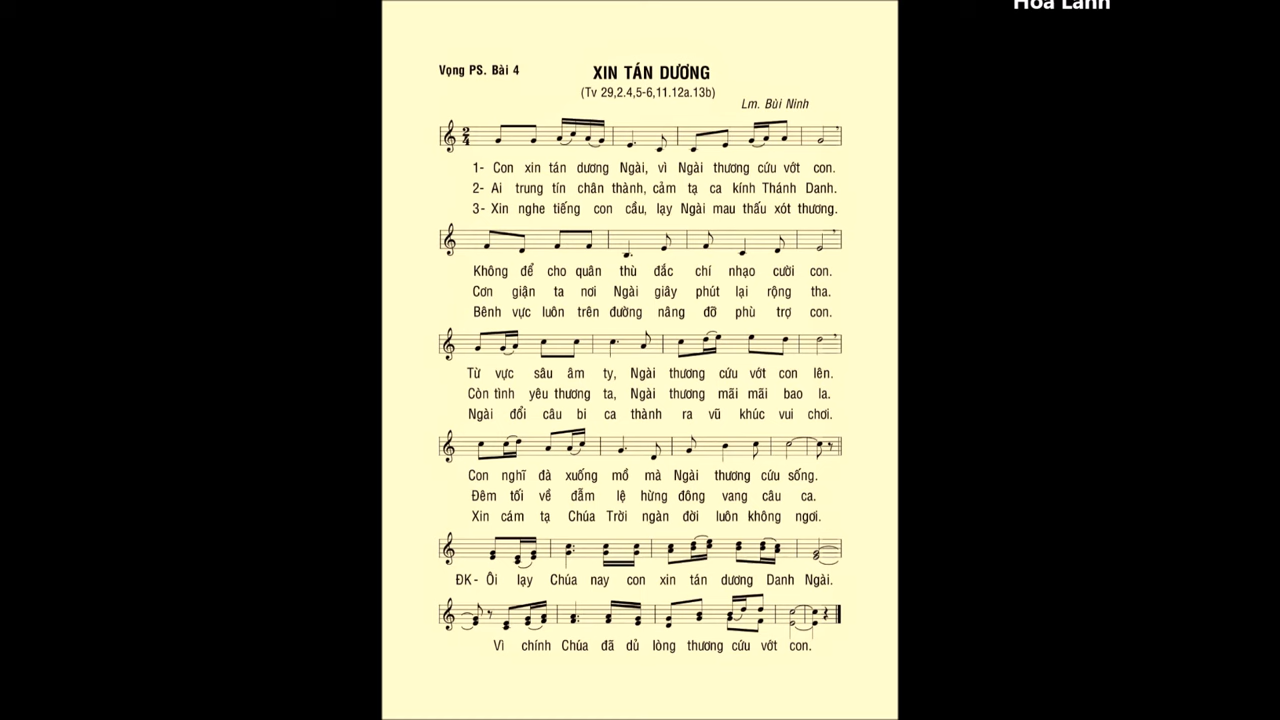 Hòa Lành
Vọng PS. Bài 4
XIN TÁN DƯƠNG
(Tv 29,2.4,5-6,11.12a.13b)
Lm. Bùi Ninh
1- Con xin tán dương Ngài, vì Ngài thương cứu vớt con.
2- Ai trung tín chân thành, cảm tạ ca kính Thánh Danh.
3- Xin nghe tiếng con cầu, lạy Ngài mau thấu xót thương.
Không để cho quân thù đắc chí nhạo cười con.
Cơn giận ta nơi Ngài giây phút lại rộng tha.
Bênh vực luôn trên đường nâng đỡ phù trợ con.
Từ vực sâu âm ty, Ngài thương cứu vớt con lên.
Còn tình yêu thương ta, Ngài thương mãi mãi bao la.
Ngài đổi câu bi ca thành ra vũ khúc vui chơi.
Con nghĩ đà xuống mồ mà Ngài thương cứu sống.
Đêm tối về đẫm lệ hừng đông vang câu ca.
Xin cám tạ Chúa Trời ngàn đời luôn không ngơi.
ĐK- Ôi lạy Chúa nay con xin tán dương Danh Ngài.
Vì chính Chúa đã dủ lòng thương cứu vớt con.